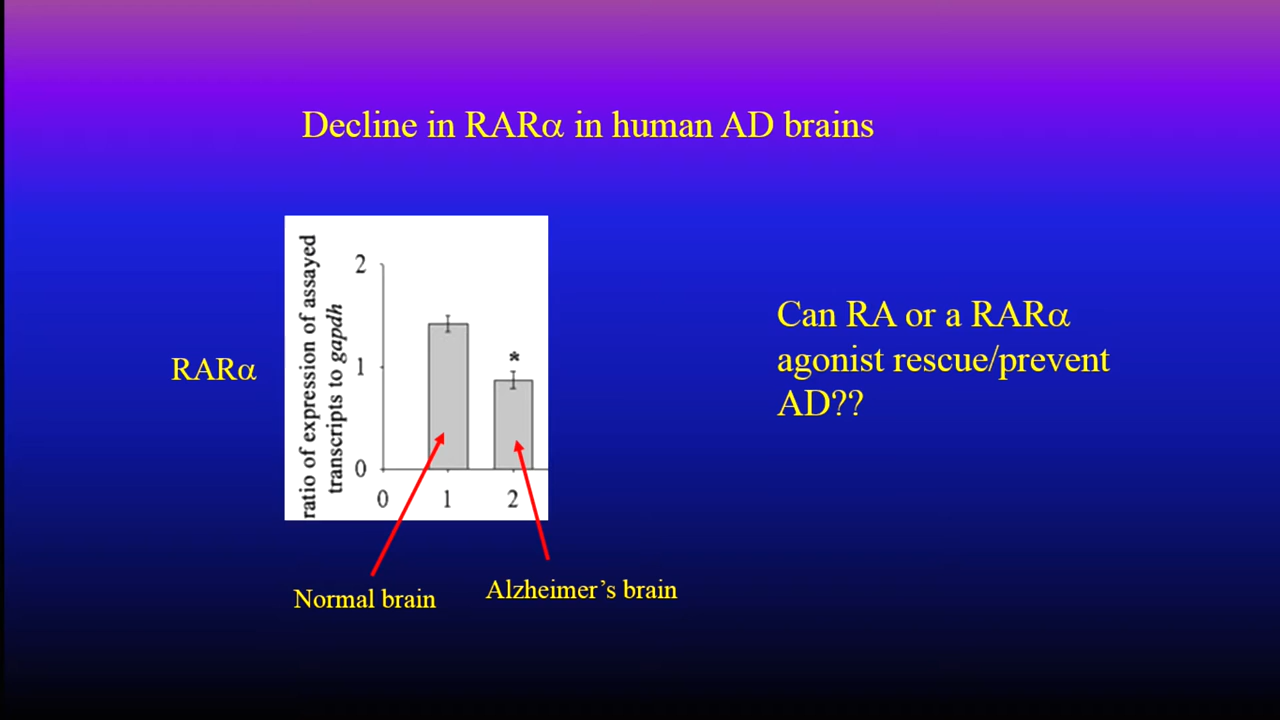 Decline in RARα in human AD brains
RARα
ratio of expression of assayed
transcripts to gapdh
2
1
0
*
0 1 2
Normal brain
Alzheimer’s brain
Can RA or a RARα
agonist rescue/prevent
AD??